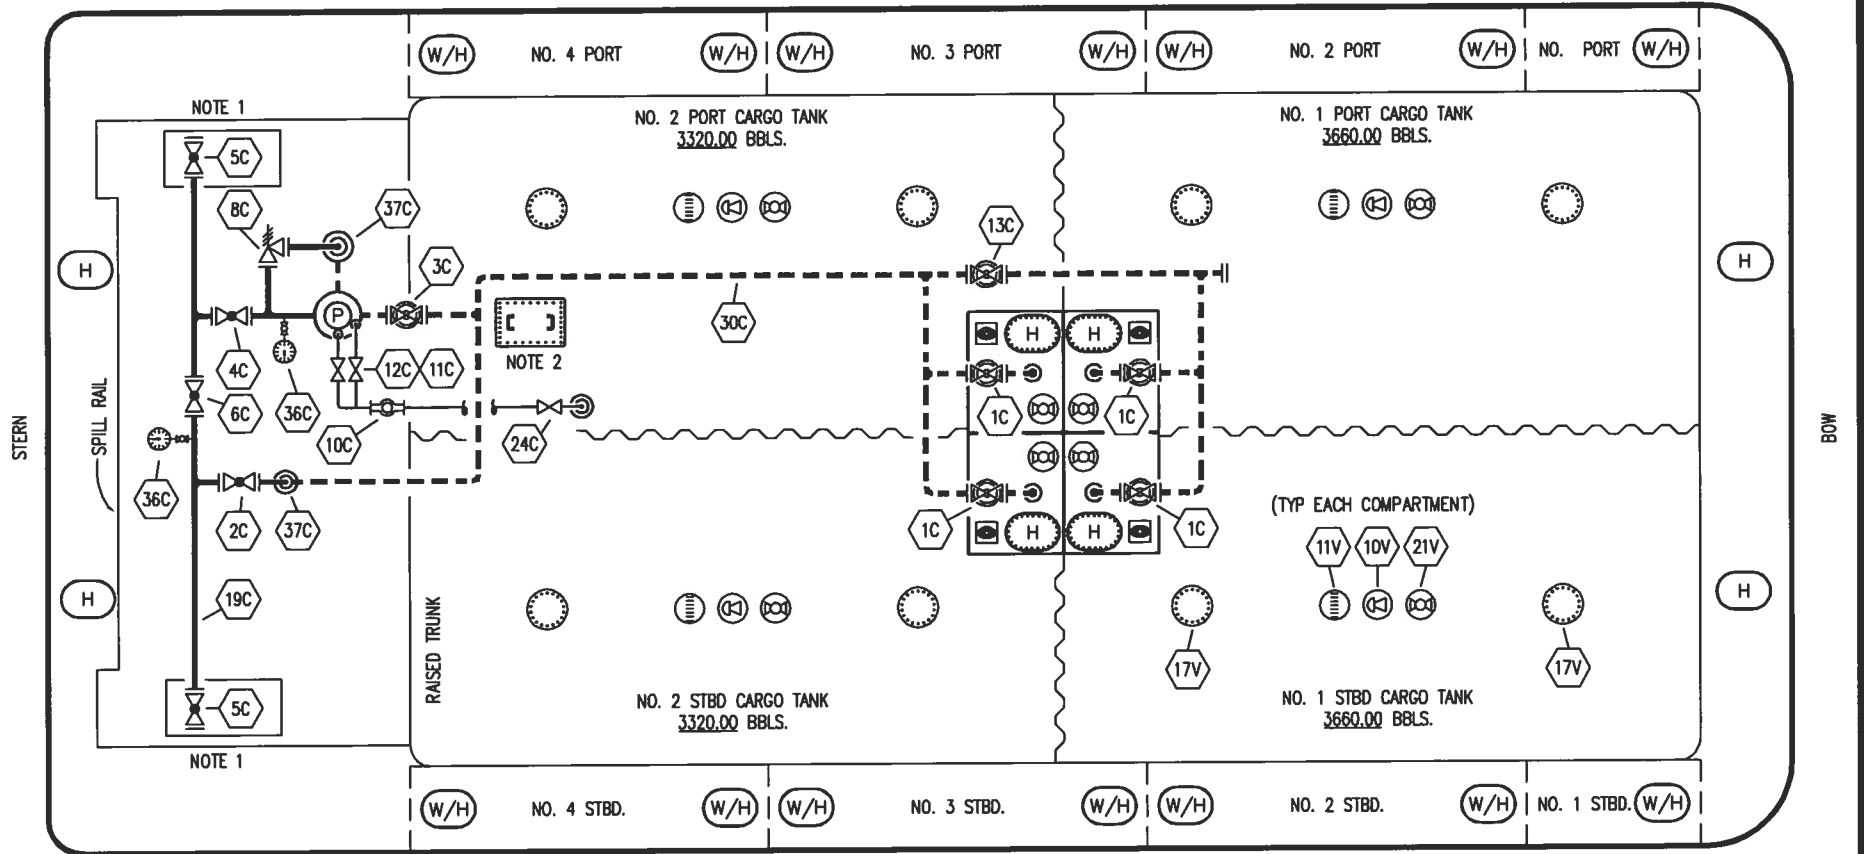 W/H NO. 4 PORT W/H W/H NO. 3 PORT W/H W/H NO. 2 PORT W/H NO. PORT W/H
NOTE 1
NO. 2 PORT CARGO TANK
3320.00 BBLS.
NO. 1 PORT CARGO TANK
3660.00 BBLS.
5C
8C
37C
13C
3C
H
H
P
30C
NOTE 2
H H
4C
12C 11C
6C
36C
1C
1C
10C
24C
STERN
SPILL RAIL
BOW
36C
2C
37C
1C
1C
H H
(TYP EACH COMPARTMENT)
11V 10V 21V
H
19C
H
RAISED TRUNK
17V
17V
5C
NO. 2 STBD CARGO TANK
3320.00 BBLS.
NO. 1 STBD CARGO TANK
3660.00 BBLS.
NOTE 1
W/H NO. 4 STBD. W/H W/H NO. 3 STBD. W/H W/H NO. 2 STBD. W/H NO. 1 STBD. W/H